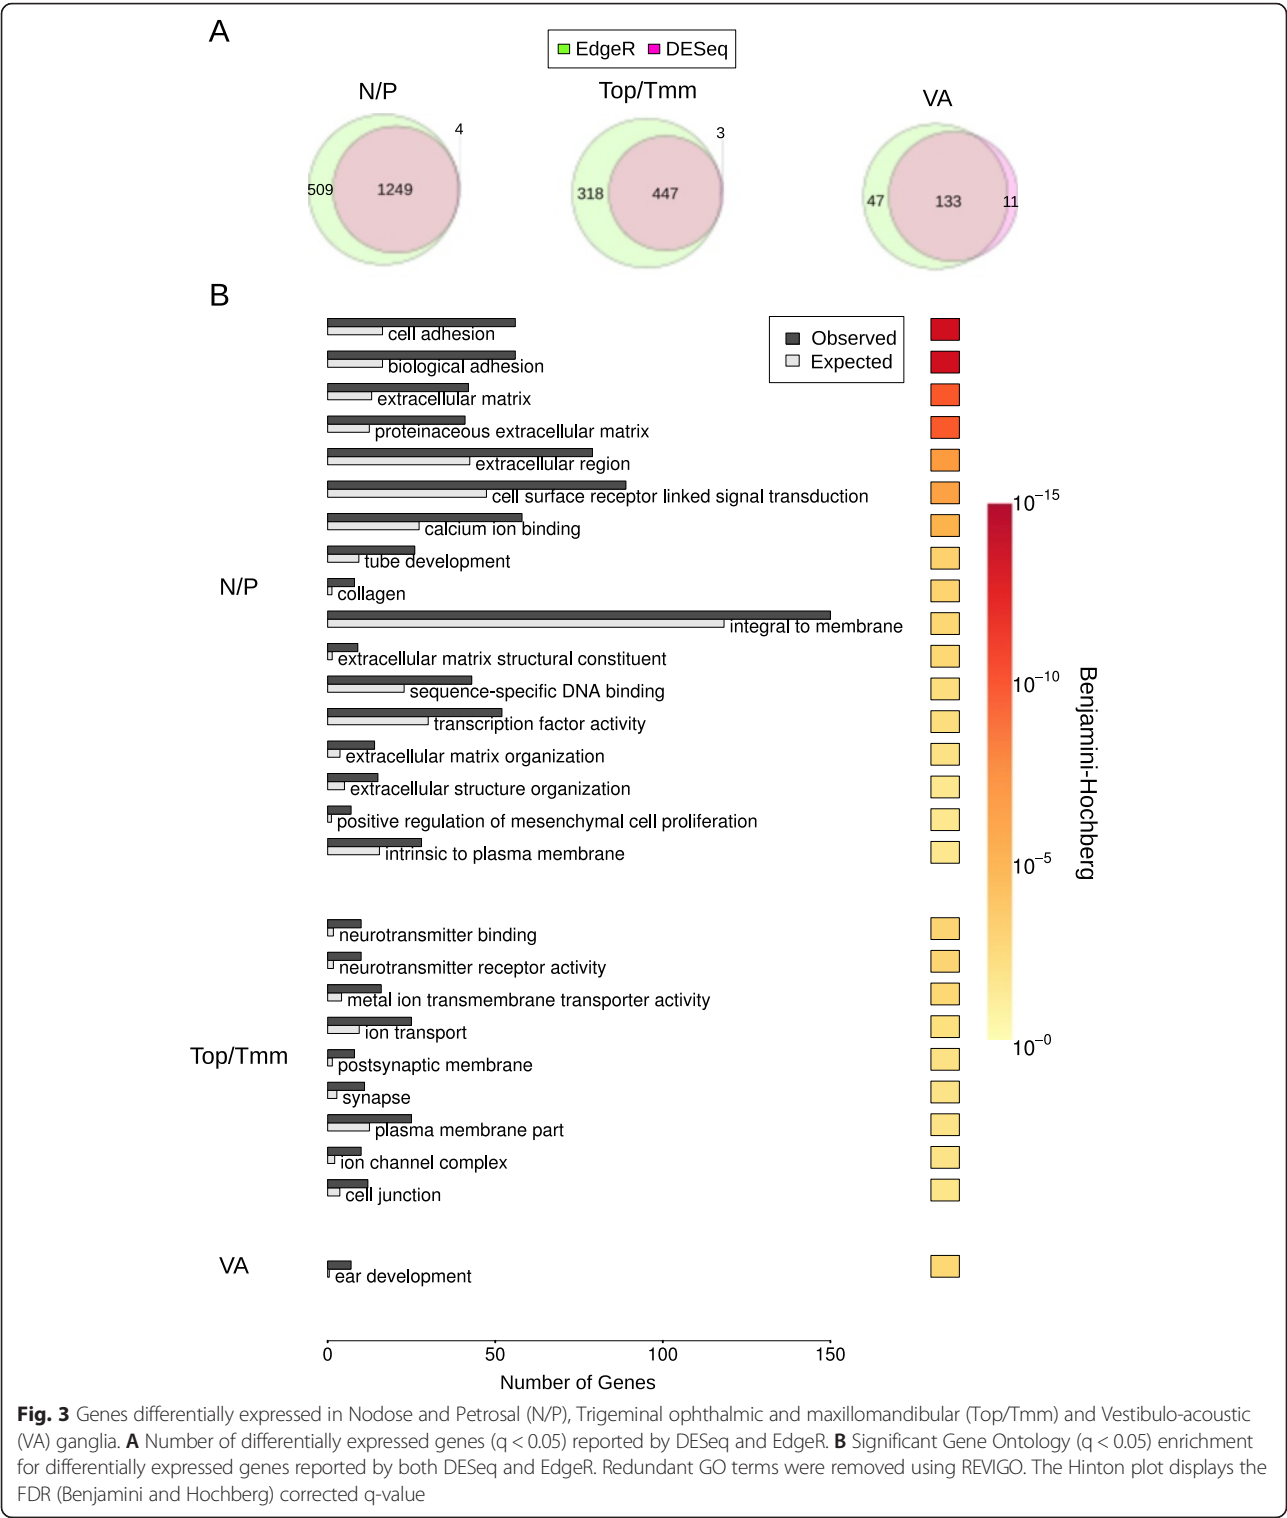 A
EdgeR DESeq
N/P
Top/Tmm
VA
509
1249
4
318
447
3
47
133
11
B
Observed
Expected
cell adhesion
biological adhesion
extracellular matrix
proteinaceous extracellular matrix
extracellular region
cell surface receptor linked signal transduction
calcium ion binding
tube development
N/P
collagen
integral to membrane
extracellular matrix structural constituent
sequence-specific DNA binding
transcription factor activity
extracellular matrix organization
extracellular structure organization
positive regulation of mesenchymal cell proliferation
intrinsic to plasma membrane
neurotransmitter binding
neurotransmitter receptor activity
metal ion transmembrane transporter activity
ion transport
Top/Tmm
postsynaptic membrane
synapse
plasma membrane part
ion channel complex
cell junction
VA
ear development
10−15
10−10
10−5
10−0
Benjamini-Hochberg
0 50 100 150
Number of Genes
Fig. 3 Genes differentially expressed in Nodose and Petrosal (N/P), Trigeminal ophthalmic and maxillomandibular (Top/Tmm) and Vestibulo-acoustic
(VA) ganglia. A Number of differentially expressed genes (q < 0.05) reported by DESeq and EdgeR. B Significant Gene Ontology (q < 0.05) enrichment
for differentially expressed genes reported by both DESeq and EdgeR. Redundant GO terms were removed using REVIGO. The Hinton plot displays the
FDR (Benjamini and Hochberg) corrected q-value